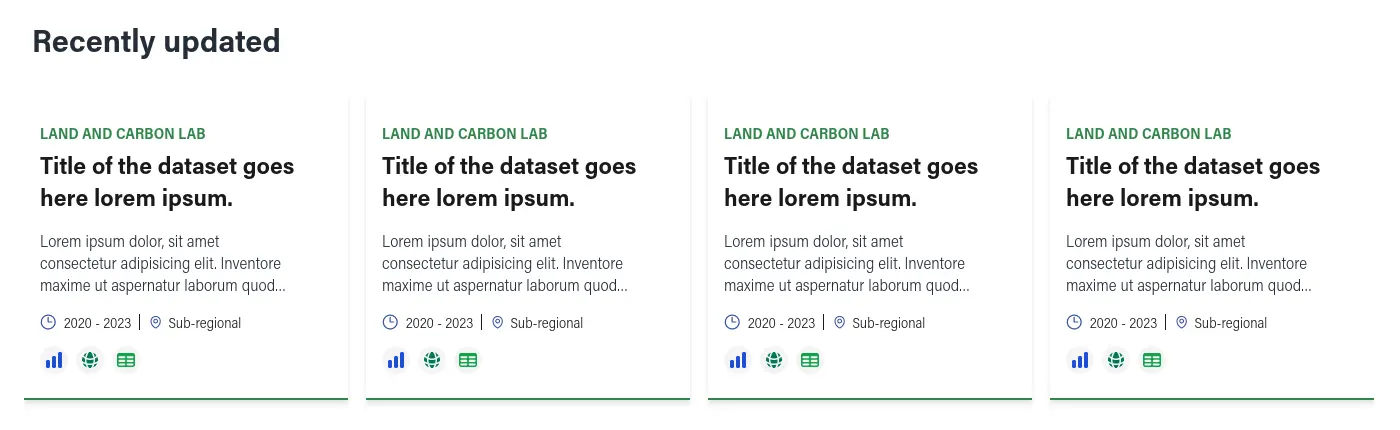 Recently updated
LAND AND CARBON LAB
Title of the dataset goes
here lorem ipsum.
Lorem ipsum dolor, sit amet
consectetur adipisicing elit. Inventore
maxime ut aspernatur laborum quod...
2020 - 2023 | Sub-regional
LAND AND CARBON LAB
Title of the dataset goes
here lorem ipsum.
Lorem ipsum dolor, sit amet
consectetur adipisicing elit. Inventore
maxime ut aspernatur laborum quod...
2020 - 2023 | Sub-regional
LAND AND CARBON LAB
Title of the dataset goes
here lorem ipsum.
Lorem ipsum dolor, sit amet
consectetur adipisicing elit. Inventore
maxime ut aspernatur laborum quod...
2020 - 2023 | Sub-regional
LAND AND CARBON LAB
Title of the dataset goes
here lorem ipsum.
Lorem ipsum dolor, sit amet
consectetur adipisicing elit. Inventore
maxime ut aspernatur laborum quod...
2020 - 2023 | Sub-regional